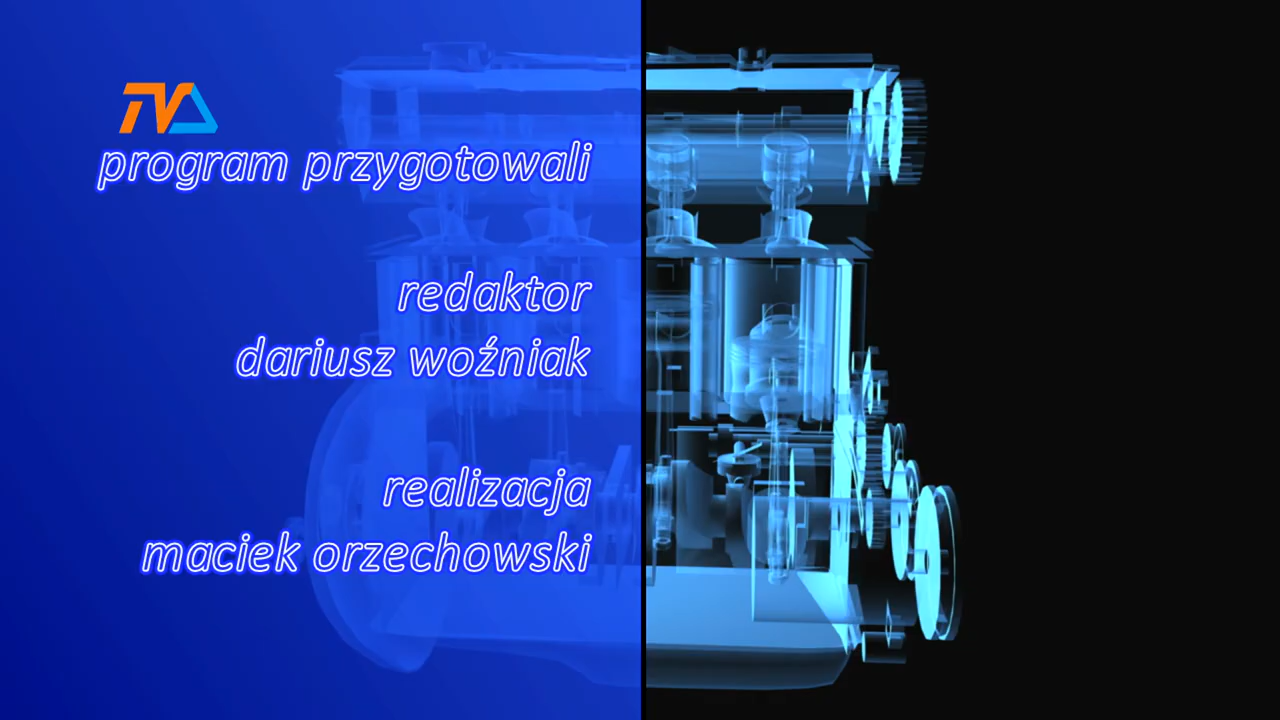 TVA
program przygotowali
redaktor
dariusz woźniak
realizacja
maciek orzechowski